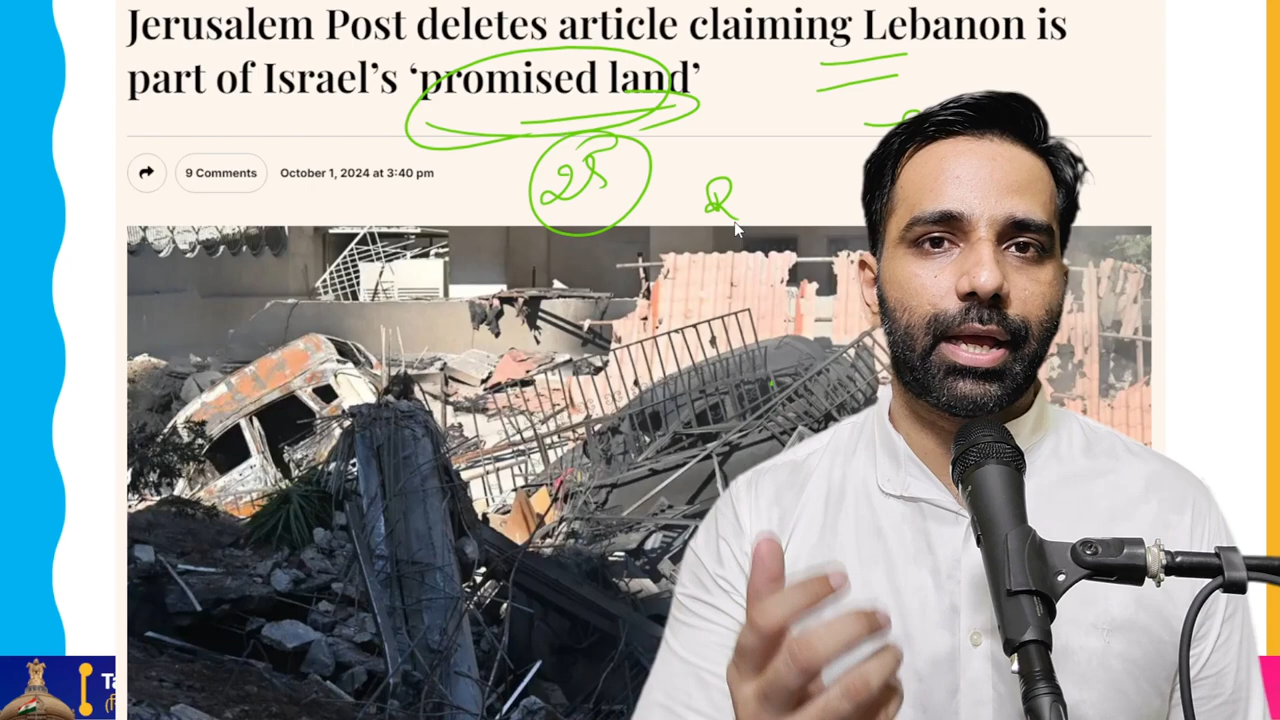 Jerusalem Post deletes article claiming Lebanon is
part of Israel's ‘promised land’
9 Comments
October 1, 2024 at 3:40 pm
25